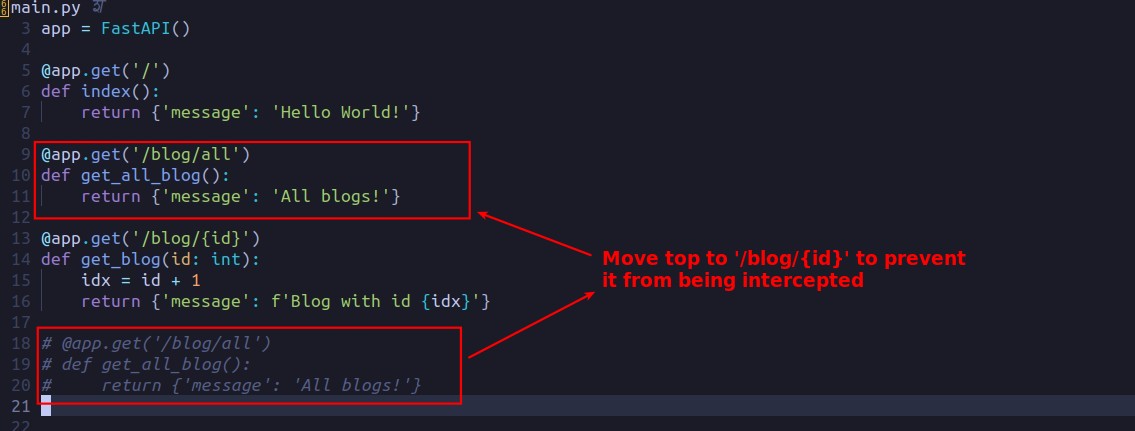 main.py
3 app = FastAPI()
4
5 @app.get('/')
6 def index():
7     return {'message': 'Hello World!'}
8
9 @app.get('/blog/all')
10 def get_all_blog():
11     return {'message': 'All blogs!'}
12
13 @app.get('/blog/{id}')
14 def get_blog(id: int):
15     idx = id + 1
16     return {'message': f'Blog with id {idx}'}
17
18 # @app.get('/blog/all')
19 # def get_all_blog():
20 #     return {'message': 'All blogs!'}
21
22
Move top to '/blog/{id}' to prevent
it from being intercepted